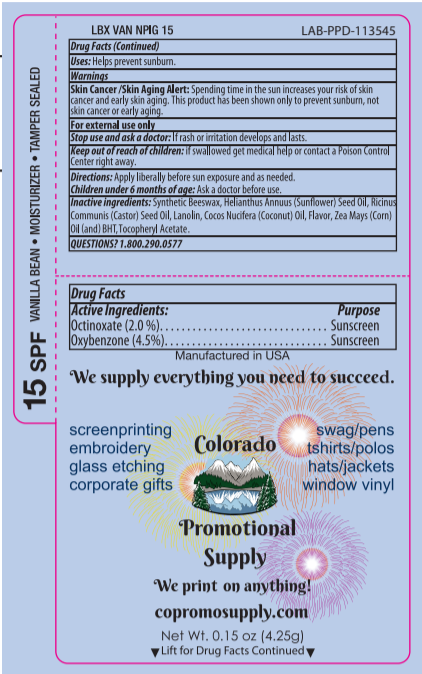 LBX VAN NPIG 15 LAB-PPD-113545
15 SPF VANILLA BEAN • MOISTURIZER • TAMPER SEALED
Drug Facts (Continued)
Uses: Helps prevent sunburn.
Warnings
Skin Cancer /Skin Aging Alert: Spending time in the sun increases your risk of skin
cancer and early skin aging. This product has been shown only to prevent sunburn, not
skin cancer or early aging.
For external use only
Stop use and ask a doctor: If rash or irritation develops and lasts.
Keep out of reach of children: if swallowed get medical help or contact a Poison Control
Center right away.
Directions: Apply liberally before sun exposure and as needed.
Children under 6 months of age: Ask a doctor before use.
Inactive ingredients: Synthetic Beeswax, Helianthus Annuus (Sunflower) Seed Oil, Ricinus
Communis (Castor) Seed Oil, Lanolin, Cocos Nucifera (Coconut) Oil, Flavor, Zea Mays (Corn)
Oil (and) BHT, Tocopheryl Acetate.
QUESTIONS? 1.800.290.0577
Drug Facts
Active Ingredients: Purpose
Octinoxate (2.0 %)................................ Sunscreen
Oxybenzone (4.5%)............................... Sunscreen
Manufactured in USA
We supply everything you need to succeed.
screenprinting
embroidery
glass etching
corporate gifts
Colorado
swag/pens
tshirts/polos
hats/jackets
window vinyl
Promotional
Supply
We print on anything!
copromosupply.com
Net Wt. 0.15 oz (4.25g)
▼Lift for Drug Facts Continued▼